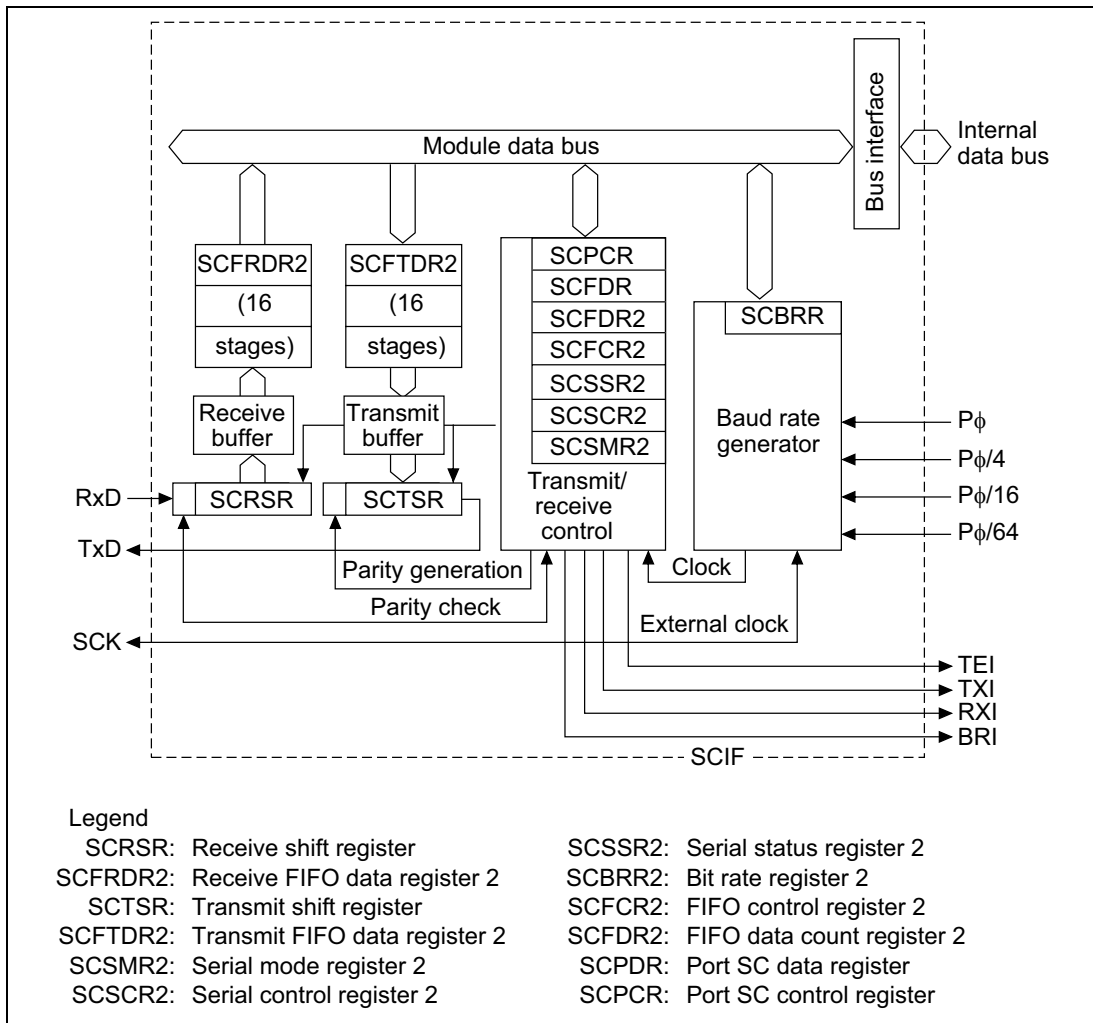 Bus interface
Internal
data bus
Module data bus
SCFRDR2
(16
stages)
SCFTDR2
(16
stages)
SCPCR
SCFDR
SCFDR2
SCFCR2
SCSSR2
SCSCR2
SCSMR2
Transmit/
receive
control
SCBRR
Baud rate
generator
Receive
buffer
Transmit
buffer
Pϕ
Pϕ/4
Pϕ/16
Pϕ/64
RxD
SCRSR
SCTSR
TxD
Parity generation
Clock
Parity check
SCK
External clock
TEI
TXI
RXI
BRI
SCIF
Legend
SCRSR: Receive shift register
SCFRDR2: Receive FIFO data register 2
SCTSR: Transmit shift register
SCFTDR2: Transmit FIFO data register 2
SCSMR2: Serial mode register 2
SCSCR2: Serial control register 2
SCSSR2: Serial status register 2
SCBRR2: Bit rate register 2
SCFCR2: FIFO control register 2
SCFDR2: FIFO data count register 2
SCPDR: Port SC data register
SCPCR: Port SC control register